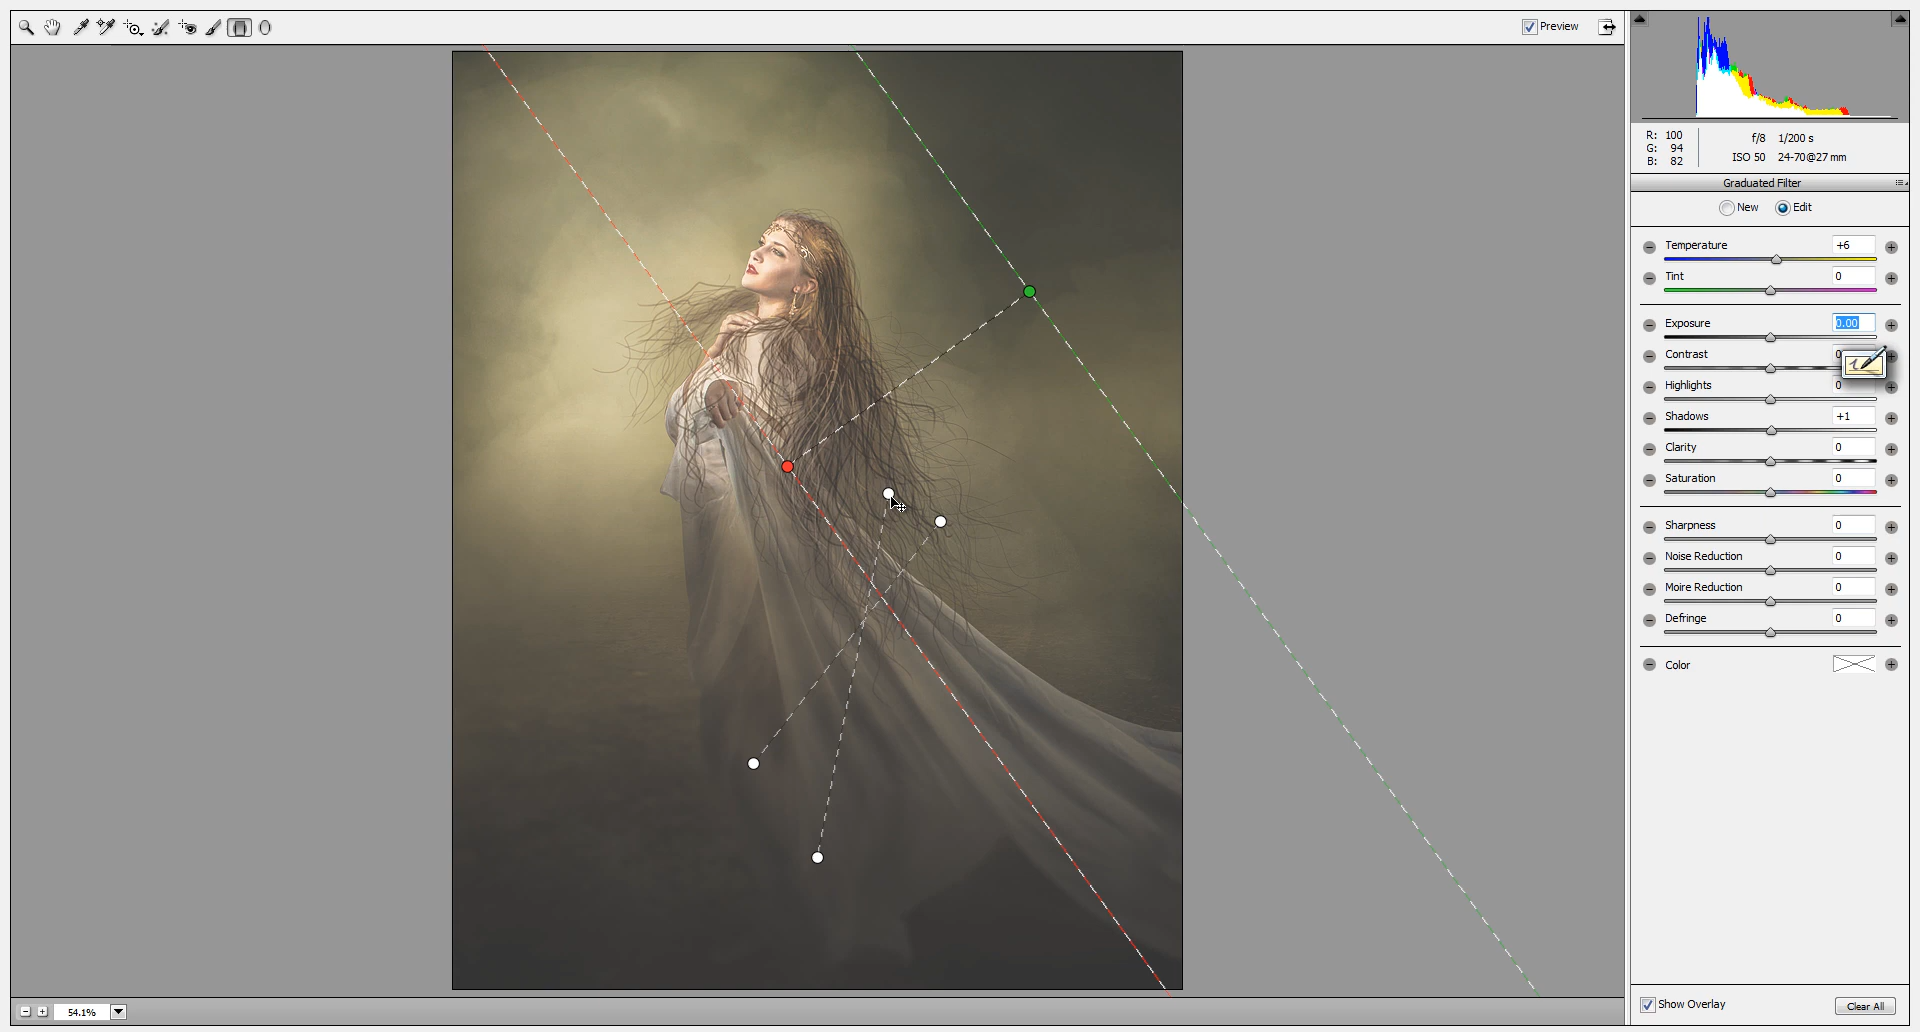 Preview
R: 100
G: 94
B: 82
f/8 1/200 s
ISO 50 24-70@27 mm
Graduated Filter
New Edit
Temperature +6
Tint 0
Exposure 0.00
Contrast 0
Highlights 0
Shadows +1
Clarity 0
Saturation 0
Sharpness 0
Noise Reduction 0
Moire Reduction 0
Defringe 0
Color
54.1%
Show Overlay Clear All